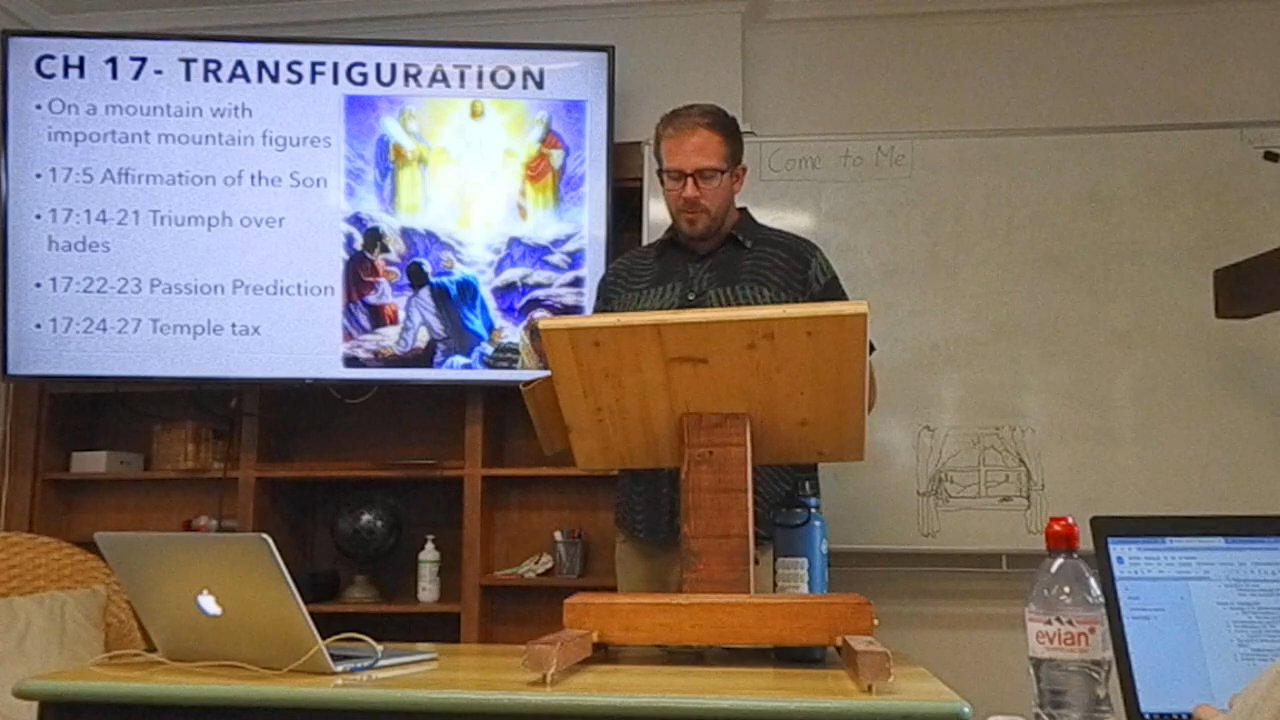 CH 17- TRANSFIGURATION
• On a mountain with
important mountain figures
• 17:5 Affirmation of the Son
• 17:14-21 Triumph over
hades
• 17:22-23 Passion Prediction
• 17:24-27 Temple tax
Come to Me
evian